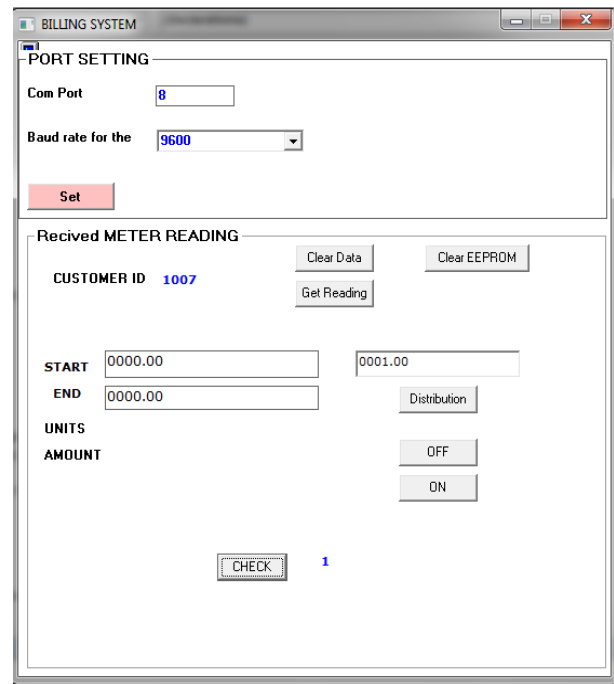 BILLING SYSTEM
PORT SETTING
Com Port 8
Baud rate for the 9600
Set
Recived METER READING
Clear Data Clear EEPROM
CUSTOMER ID 1007
Get Reading
START 0000.00 0001.00
END 0000.00 Distribution
UNITS
AMOUNT OFF
ON
CHECK 1